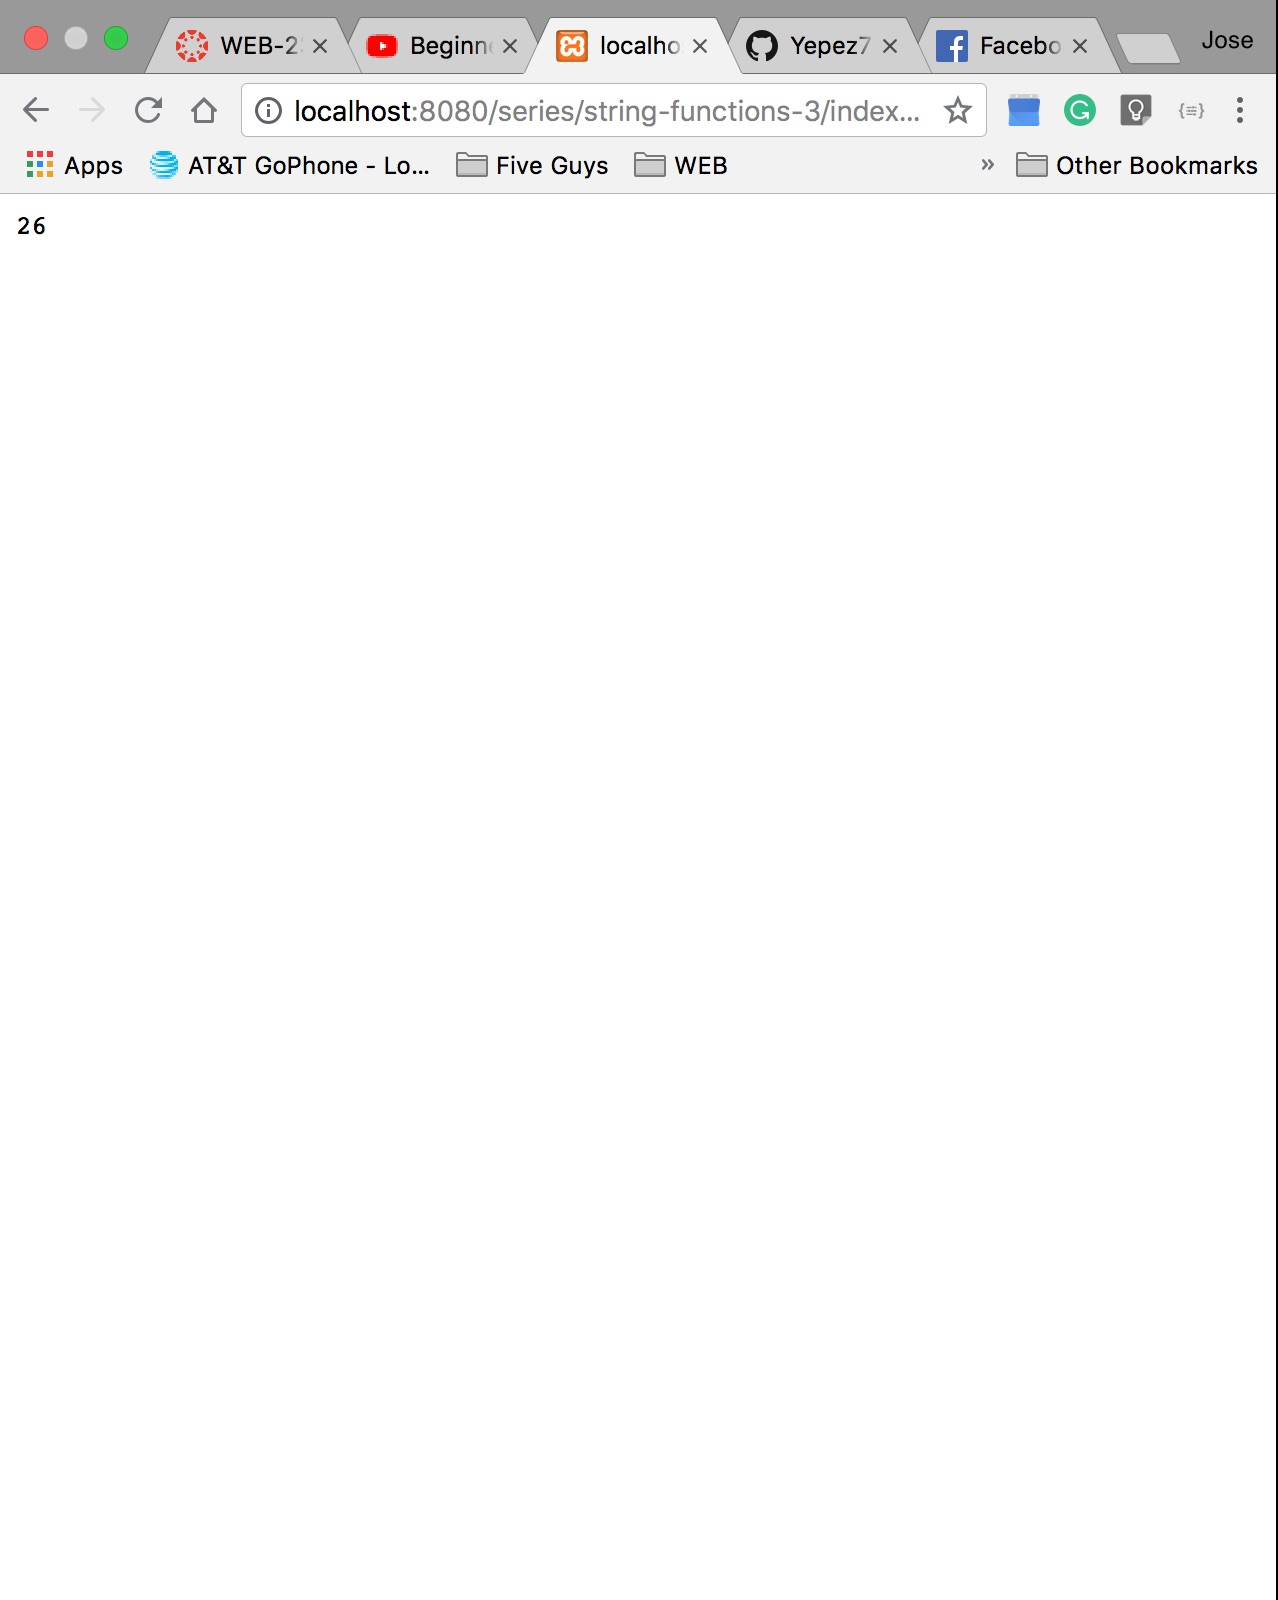 WEB-2 Beginn localho Yepez7 Facebo Jose
localhost:8080/series/string-functions-3/index...
Apps AT&T GoPhone - Lo... Five Guys WEB » Other Bookmarks
26